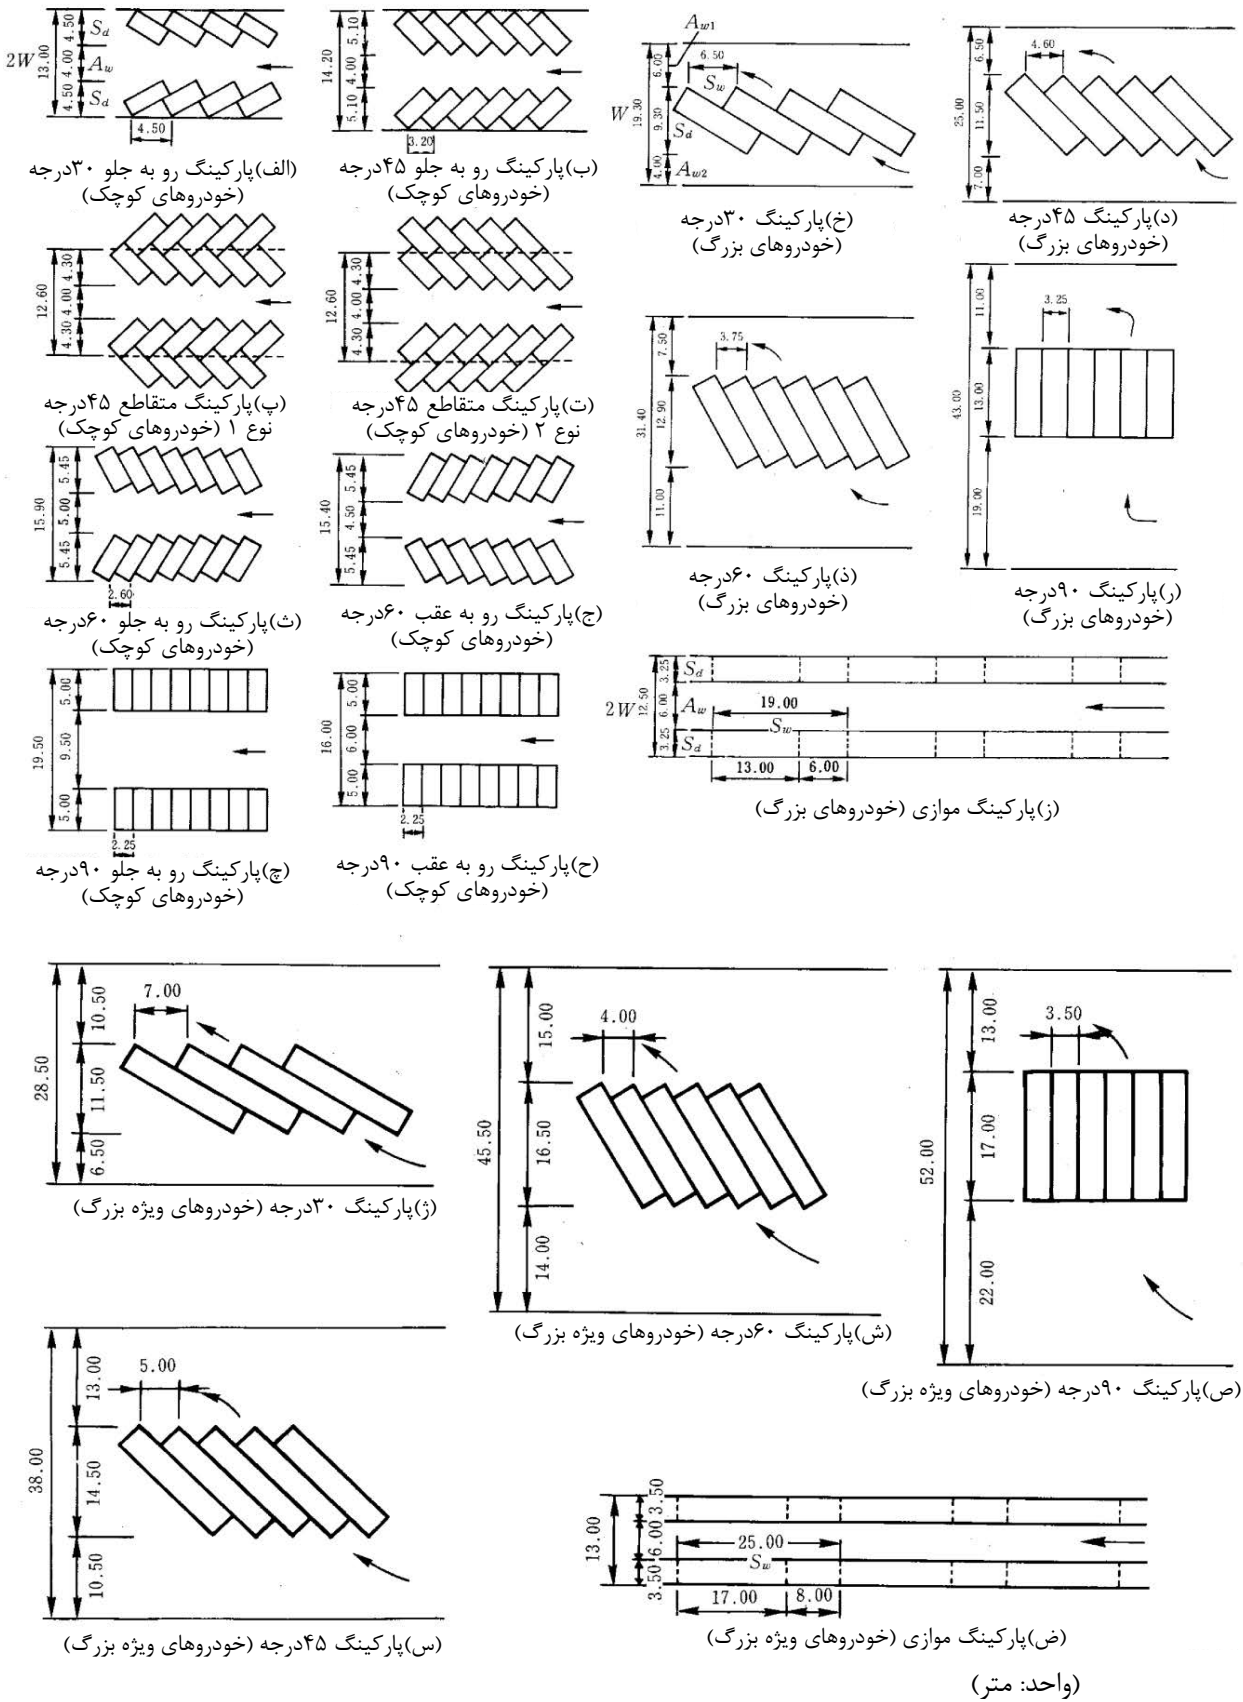 2W
13.00
4.50
4.00
4.50
S_d
A_w
S_d
4.50
(الف)پارکینگ رو به جلو ۳۰درجه
(خودروهای کوچک)
14.20
5.10
4.00
5.10
3.20
(ب)پارکینگ رو به جلو ۴۵درجه
(خودروهای کوچک)
A_w1
6.50
S_w
W
19.30
6.00
9.30
4.00
S_d
A_w2
(خ)پارکینگ ۳۰درجه
(خودروهای بزرگ)
4.60
25.00
6.50
11.50
7.00
(د)پارکینگ ۴۵درجه
(خودروهای بزرگ)
12.60
4.30
4.00
4.30
(پ)پارکینگ متقاطع ۴۵درجه
نوع ۱ (خودروهای کوچک)
12.60
4.30
4.00
4.30
(ت)پارکینگ متقاطع ۴۵درجه
نوع ۲ (خودروهای کوچک)
3.75
31.40
7.50
12.90
11.00
(ذ)پارکینگ ۶۰درجه
(خودروهای بزرگ)
3.25
43.00
11.00
13.00
19.00
(ر)پارکینگ ۹۰درجه
(خودروهای بزرگ)
15.90
5.45
5.00
5.45
2.60
(ث)پارکینگ رو به جلو ۶۰درجه
(خودروهای کوچک)
15.40
5.45
4.50
5.45
(ج)پارکینگ رو به عقب ۶۰درجه
(خودروهای کوچک)
19.50
5.00
9.50
5.00
2.25
(چ)پارکینگ رو به جلو ۹۰درجه
(خودروهای کوچک)
16.00
5.00
6.00
5.00
2.25
(ح)پارکینگ رو به عقب ۹۰درجه
(خودروهای کوچک)
2W
12.50
3.25
6.00
3.25
S_d
A_w
S_d
19.00
S_w
13.00
6.00
(ز)پارکینگ موازی (خودروهای بزرگ)
28.50
10.50
11.50
6.50
7.00
(ژ)پارکینگ ۳۰درجه (خودروهای ویژه بزرگ)
45.50
15.00
16.50
14.00
4.00
(ش)پارکینگ ۶۰درجه (خودروهای ویژه بزرگ)
52.00
13.00
17.00
22.00
3.50
(ص)پارکینگ ۹۰درجه (خودروهای ویژه بزرگ)
38.00
13.00
14.50
10.50
5.00
(س)پارکینگ ۴۵درجه (خودروهای ویژه بزرگ)
13.00
3.50
6.00
3.50
25.00
S_w
17.00
8.00
(ض)پارکینگ موازی (خودروهای ویژه بزرگ)
(واحد: متر)